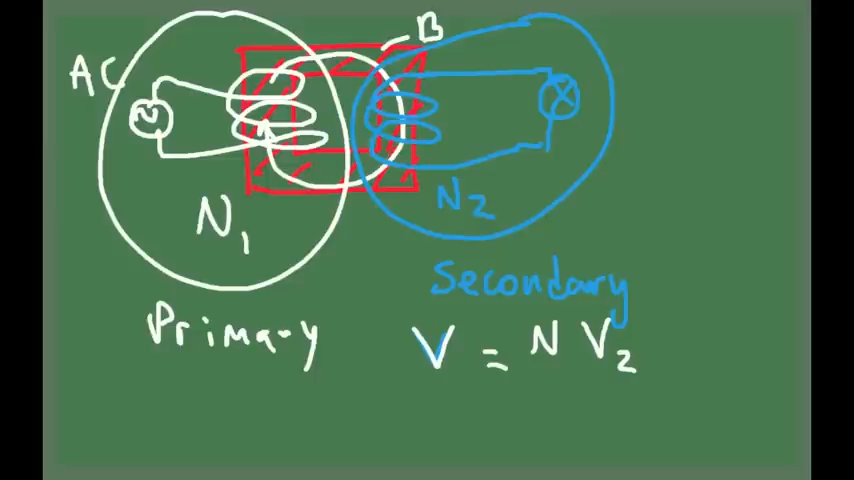 B
AC
~
N1
N2
Secondary
Primary
V = N V2